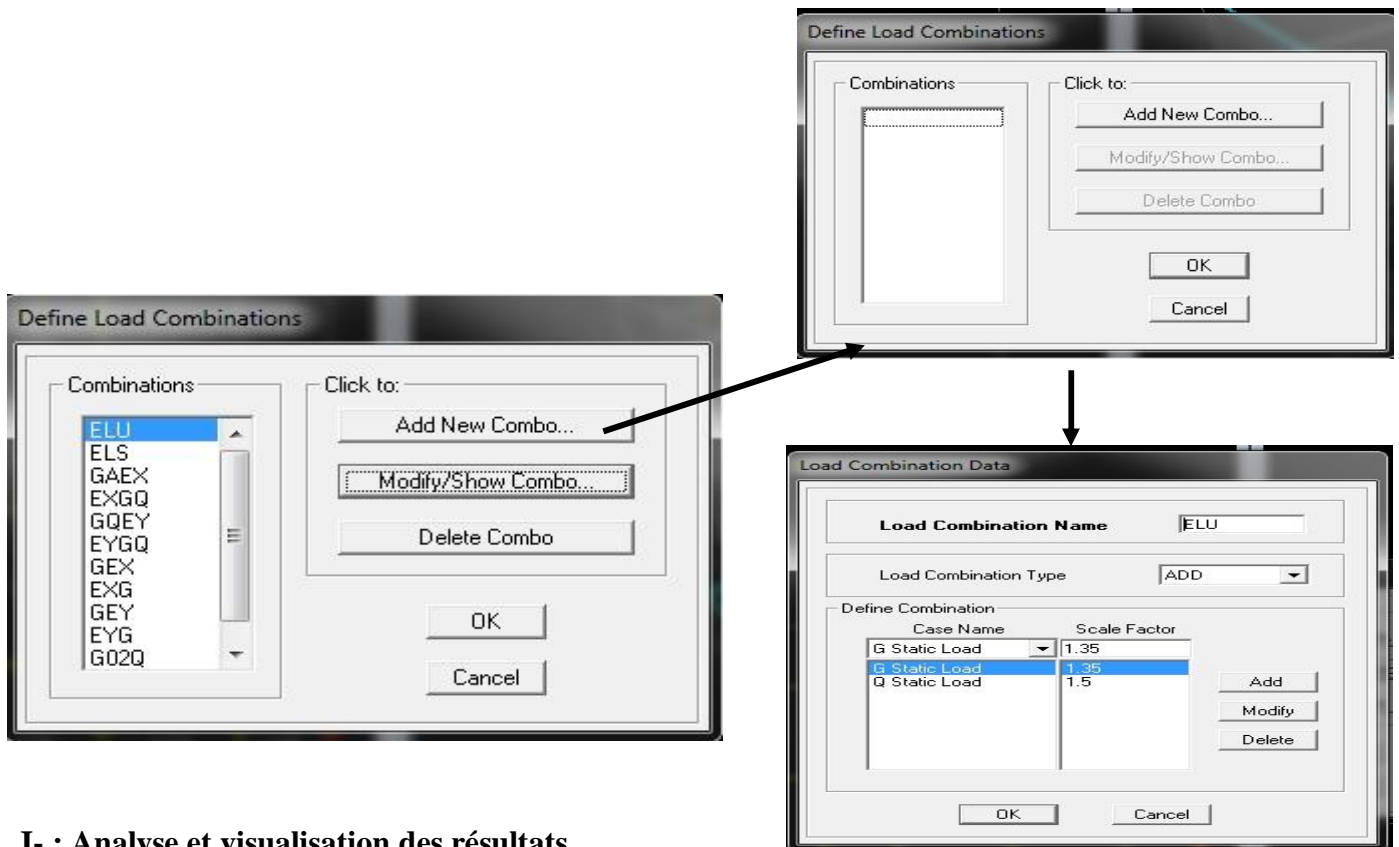 Define Load Combinations
Combinations
Click to:
Add New Combo...
Modify/Show Combo...
Delete Combo
OK
Cancel
Define Load Combinations
Combinations
ELU
ELS
GAEX
EXGQ
GQEY
EYGQ
GEX
EXG
GEY
EYG
G02Q
Click to:
Add New Combo...
Modify/Show Combo...
Delete Combo
OK
Cancel
Load Combination Data
Load Combination Name ELU
Load Combination Type ADD
Define Combination
Case Name Scale Factor
G Static Load 1.35
G Static Load 1.35
Q Static Load 1.5
Add
Modify
Delete
OK Cancel
J- : Analyse et visualisation des résultats